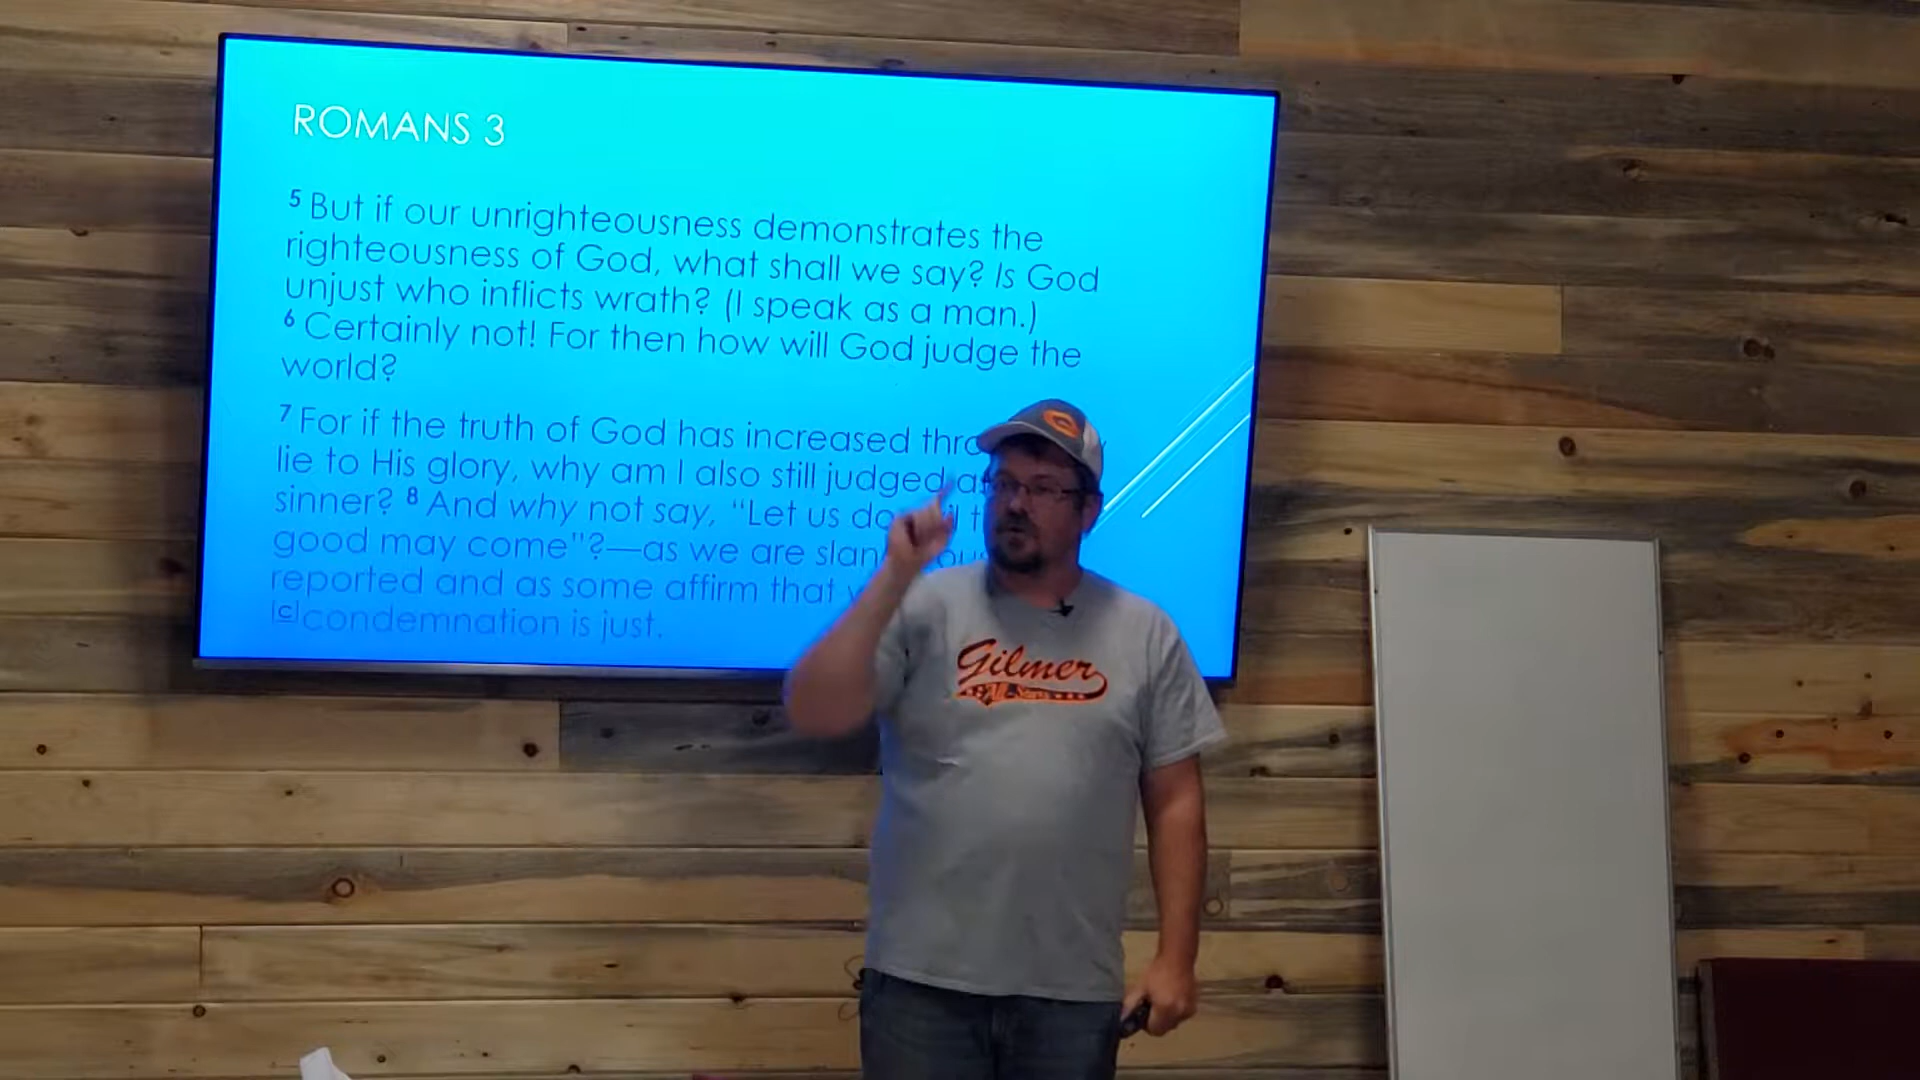 ROMANS 3
5 But if our unrighteousness demonstrates the
righteousness of God, what shall we say? Is God
unjust who inflicts wrath? (I speak as a man.)
6 Certainly not! For then how will God judge the
world?
7 For if the truth of God has increased
lie to His glory, why am I also still judged as
sinner? 8 And why not say, "Let us do
good may come"?—as we are
reported and as some affirm that
[c]condemnation is just.
Gilmer
All-Stars